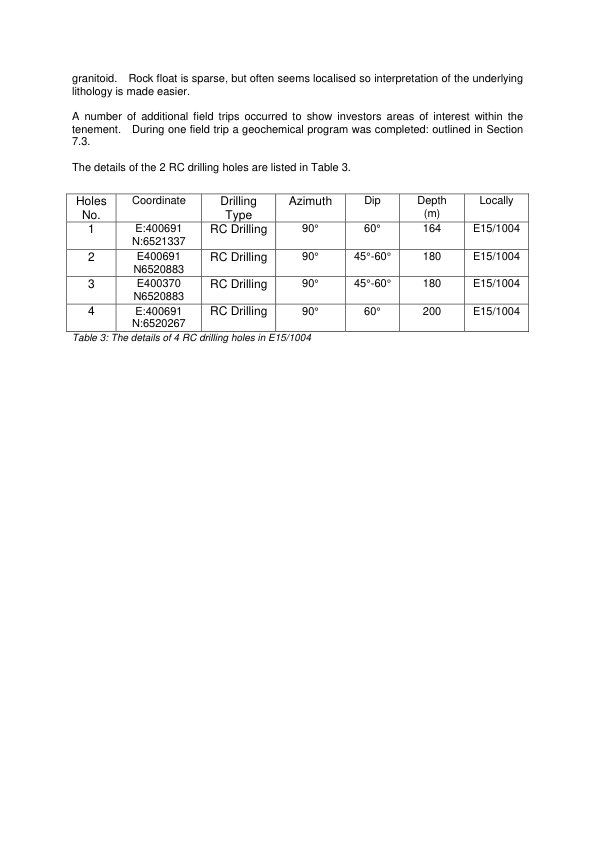 granitoid. Rock float is sparse, but often seems localised so interpretation of the underlying
lithology is made easier.
A number of additional field trips occurred to show investors areas of interest within the
tenement. During one field trip a geochemical program was completed: outlined in Section
7.3.
The details of the 2 RC drilling holes are listed in Table 3.
Holes No. Coordinate Drilling Type Azimuth Dip Depth (m) Locally
1 E:400691 N:6521337 RC Drilling 90° 60° 164 E15/1004
2 E400691 N6520883 RC Drilling 90° 45°-60° 180 E15/1004
3 E400370 N6520883 RC Drilling 90° 45°-60° 180 E15/1004
4 E:400691 N:6520267 RC Drilling 90° 60° 200 E15/1004
Table 3: The details of 4 RC drilling holes in E15/1004